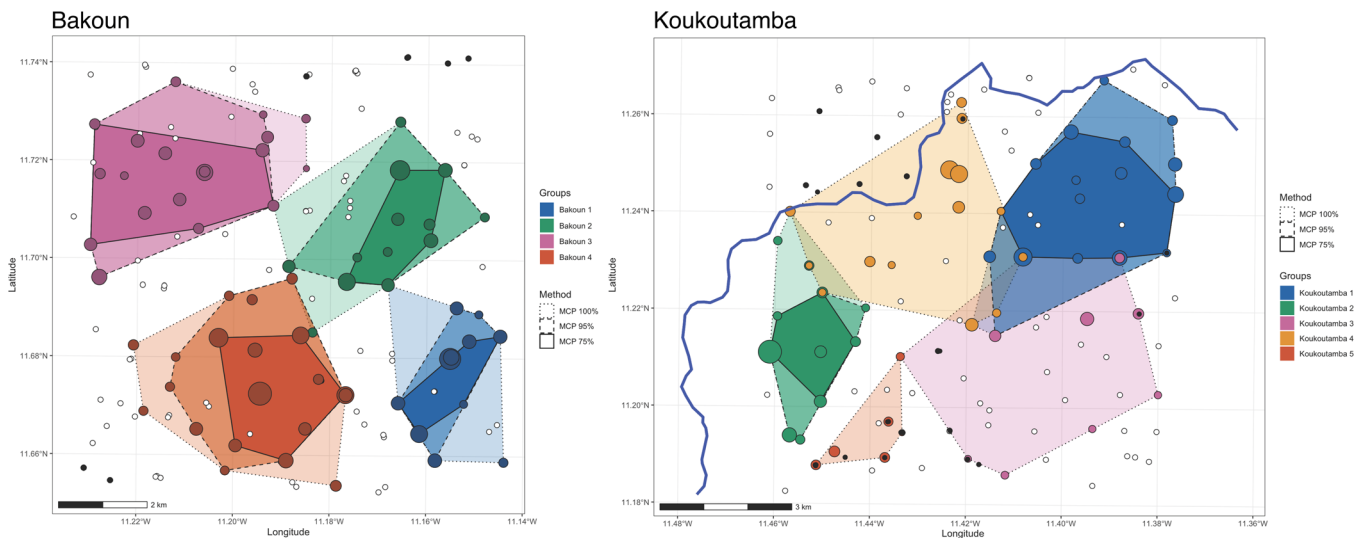 Bakoun
11.74°N
11.72°N
11.70°N
11.68°N
11.66°N
Latitude
2 km
11.22°W 11.20°W 11.18°W 11.16°W 11.14°W
Longitude
Groups
Bakoun 1
Bakoun 2
Bakoun 3
Bakoun 4
Method
MCP 100%
MCP 95%
MCP 75%
Koukoutamba
11.26°N
11.24°N
11.22°N
11.20°N
11.18°N
Latitude
3 km
11.48°W 11.46°W 11.44°W 11.42°W 11.40°W 11.38°W 11.36°W
Longitude
Method
MCP 100%
MCP 95%
MCP 75%
Groups
Koukoutamba 1
Koukoutamba 2
Koukoutamba 3
Koukoutamba 4
Koukoutamba 5